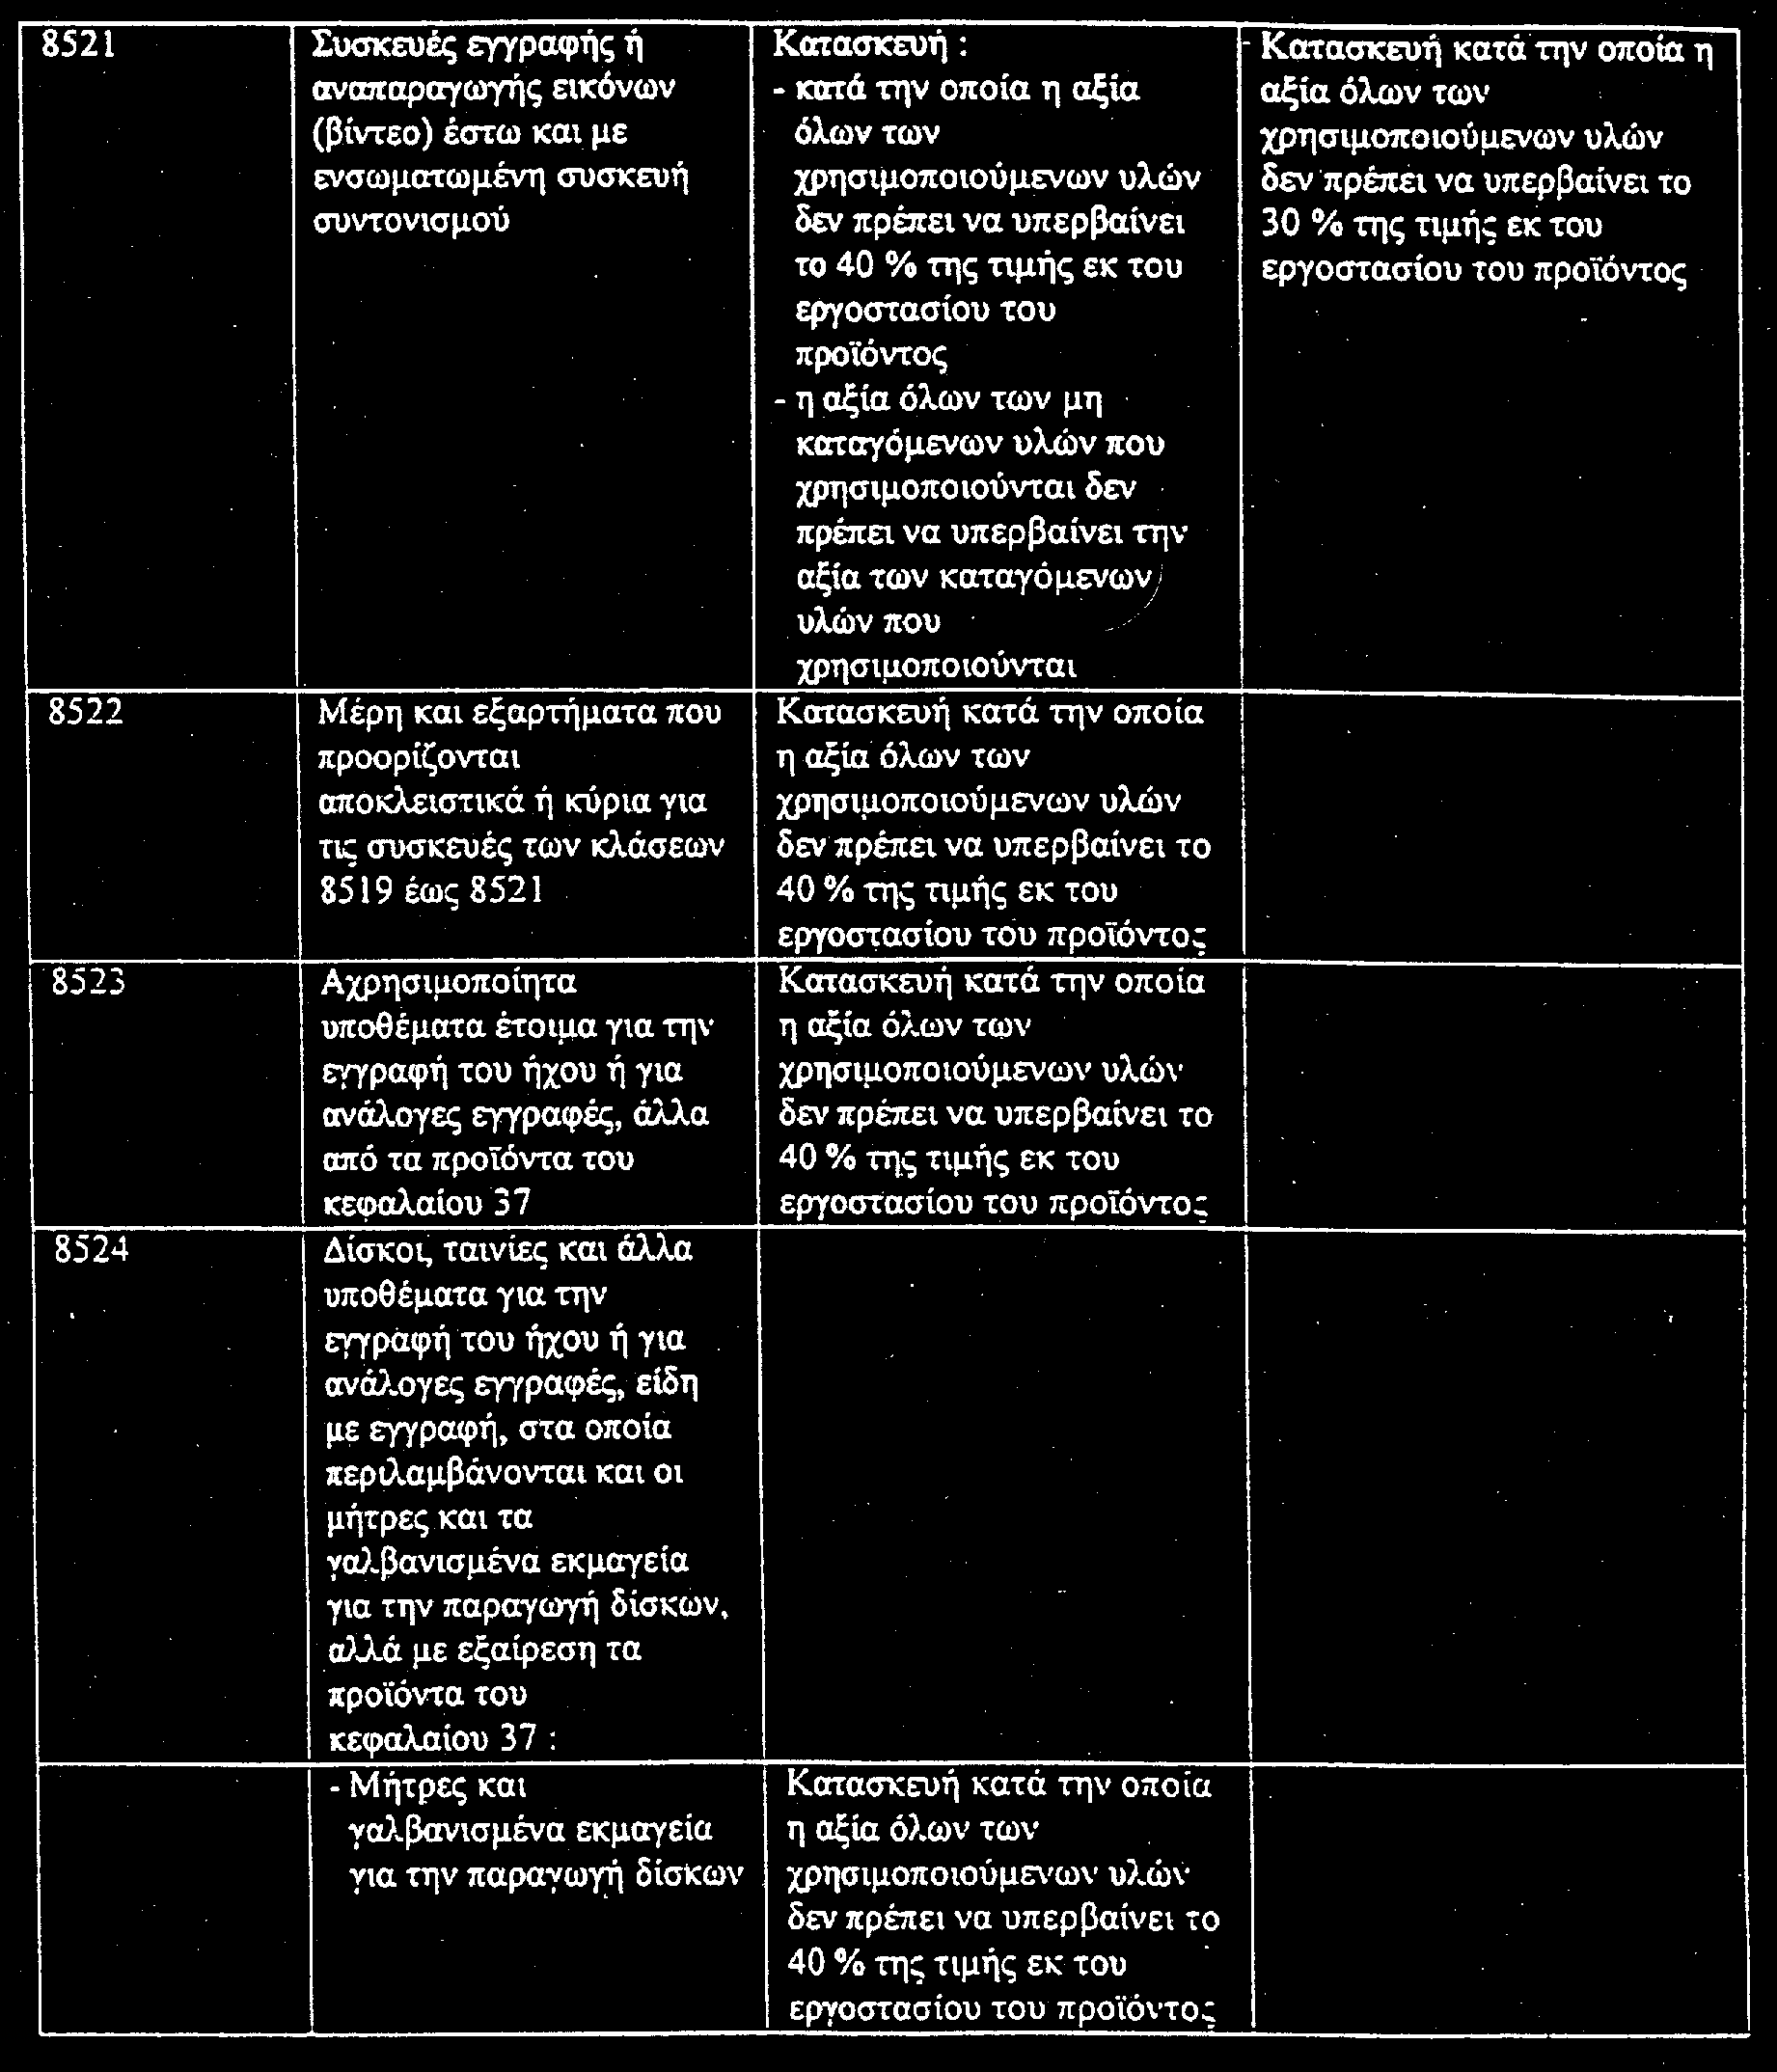 8521
Συσκευές εγγραφής ή
αναπαραγωγής εικόνων
(βίντεο) έστω και με
ενσωματωμένη συσκευή
συντονισμού
Κατασκευή :
- κατά την οποία η αξία
όλων των
χρησιμοποιούμενων υλών
δεν πρέπει να υπερβαίνει
το 40 % της τιμής εκ του
εργοστασίου του
προϊόντος
- η αξία όλων των μη
καταγόμενων υλών που
χρησιμοποιούνται δεν
πρέπει να υπερβαίνει την
αξία των καταγόμενων
υλών που
χρησιμοποιούνται
Κατασκευή κατά την οποία η
αξία όλων των
χρησιμοποιούμενων υλών
δεν πρέπει να υπερβαίνει το
30 % της τιμής εκ του
εργοστασίου του προϊόντος
8522
Μέρη και εξαρτήματα που
προορίζονται
αποκλειστικά ή κύρια για
τις συσκευές των κλάσεων
8519 έως 8521
Κατασκευή κατά την οποία
η αξία όλων των
χρησιμοποιούμενων υλών
δεν πρέπει να υπερβαίνει το
40 % της τιμής εκ του
εργοστασίου του προϊόντος
8523
Αχρησιμοποίητα
υποθέματα έτοιμα για την
εγγραφή του ήχου ή για
ανάλογες εγγραφές, άλλα
από τα προϊόντα του
κεφαλαίου 37
Κατασκευή κατά την οποία
η αξία όλων των
χρησιμοποιούμενων υλών
δεν πρέπει να υπερβαίνει το
40 % της τιμής εκ του
εργοστασίου του προϊόντος
8524
Δίσκοι, ταινίες και άλλα
υποθέματα για την
εγγραφή του ήχου ή για
ανάλογες εγγραφές, είδη
με εγγραφή, στα οποία
περιλαμβάνονται και οι
μήτρες και τα
γαλβανισμένα εκμαγεία
για την παραγωγή δίσκων,
αλλά με εξαίρεση τα
προϊόντα του
κεφαλαίου 37 :
- Μήτρες και
γαλβανισμένα εκμαγεία
για την παραγωγή δίσκων
Κατασκευή κατά την οποία
η αξία όλων των
χρησιμοποιούμενων υλών
δεν πρέπει να υπερβαίνει το
40 % της τιμής εκ του
εργοστασίου του προϊόντος